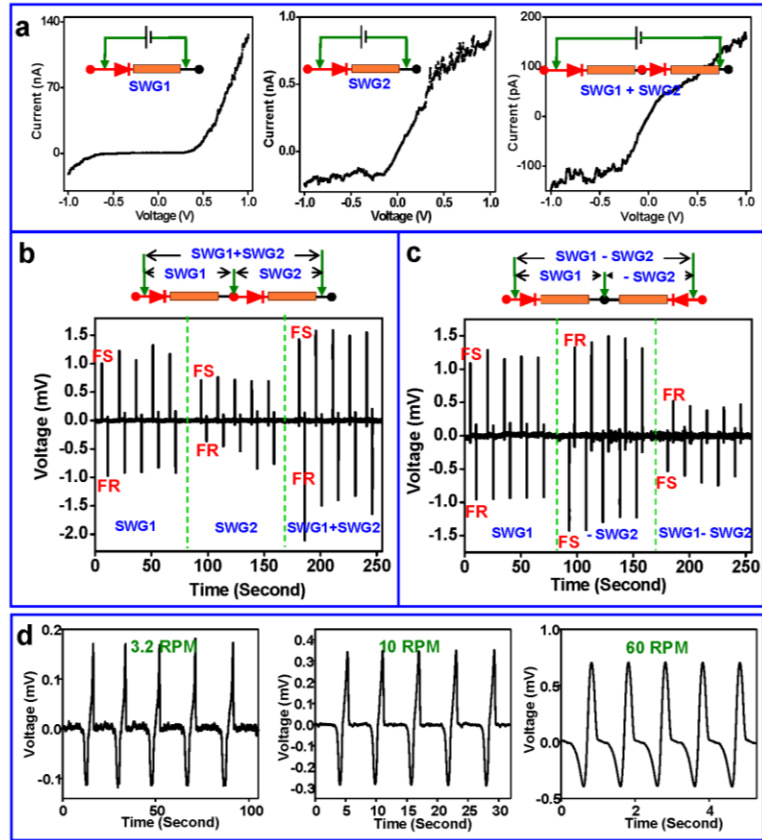 a
Current (nA)
140
70
0
SWG1
-1.0 -0.5 0.0 0.5 1.0
Voltage (V)
Current (nA)
1.0
0.5
0.0
SWG2
-1.0 -0.5 0.0 0.5 1.0
Voltage (V)
Current (pA)
200
100
0
-100
SWG1 + SWG2
-1.0 -0.5 0.0 0.5 1.0
Voltage (V)
b
SWG1+SWG2
SWG1 SWG2
Voltage (mV)
1.5
1.0
0.5
0.0
-0.5
-1.0
-1.5
-2.0
FS FS FS
FR FR FR
SWG1 SWG2 SWG1+SWG2
0 50 100 150 200 250
Time (Second)
c
SWG1 - SWG2
SWG1 - SWG2
Voltage (mV)
1.5
1.0
0.5
0.0
-0.5
-1.0
-1.5
FS FR FR
FR FS FS
SWG1 - SWG2 SWG1- SWG2
0 50 100 150 200 250
Time (Second)
d
Voltage (mV)
0.2
0.1
0.0
-0.1
3.2 RPM
0 50 100
Time (Second)
Voltage (mV)
0.4
0.3
0.2
0.1
0.0
-0.1
-0.2
-0.3
10 RPM
0 5 10 15 20 25 30
Time (Second)
Voltage (mV)
1.0
0.5
0.0
-0.5
60 RPM
0 2 4
Time (Second)